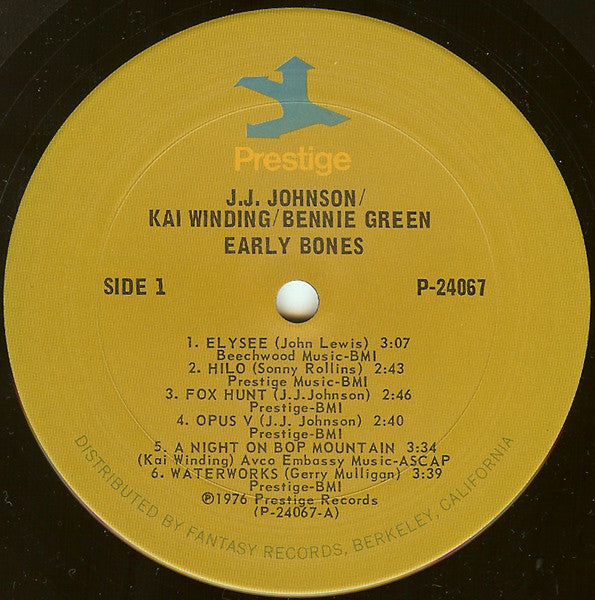 Prestige
J.J. JOHNSON/
KAI WINDING/BENNIE GREEN
EARLY BONES
SIDE 1
P-24067
1. ELYSEE (John Lewis) 3:07
Beechwood Music-BMI
2. HILO (Sonny Rollins) 2:43
Prestige Music-BMI
3. FOX HUNT (J.J.Johnson) 2:46
Prestige-BMI
4. OPUS V (J.J. Johnson) 2:40
Prestige-BMI
5. A NIGHT ON BOP MOUNTAIN 3:34
(Kai Winding) Avco Embassy Music-ASCAP
6. WATERWORKS (Gerry Mulligan) 3:39
Prestige-BMI
℗1976 Prestige Records
(P-24067-A)
DISTRIBUTED BY FANTASY RECORDS, BERKELEY, CALIFORNIA